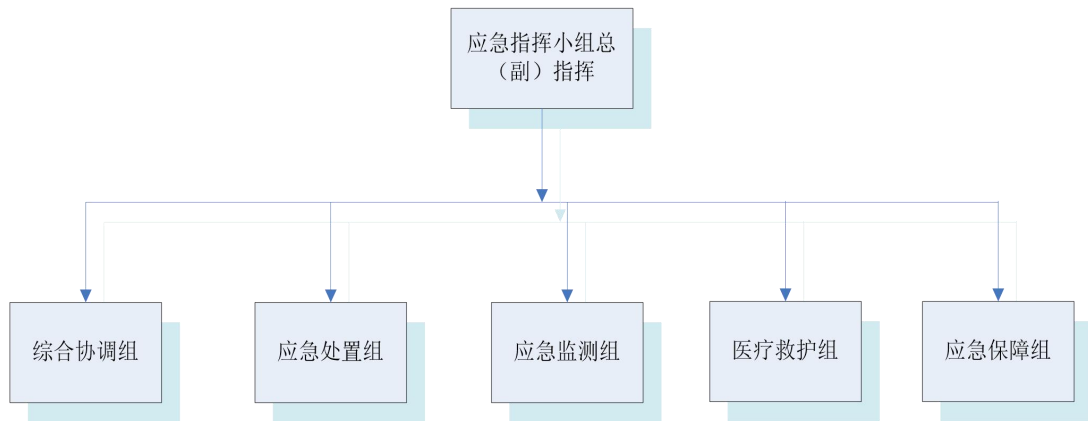 应急指挥小组总
（副）指挥
综合协调组
应急处置组
应急监测组
医疗救护组
应急保障组